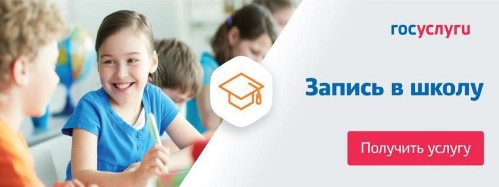 госуслуги
Запись в школу
Получить услугу